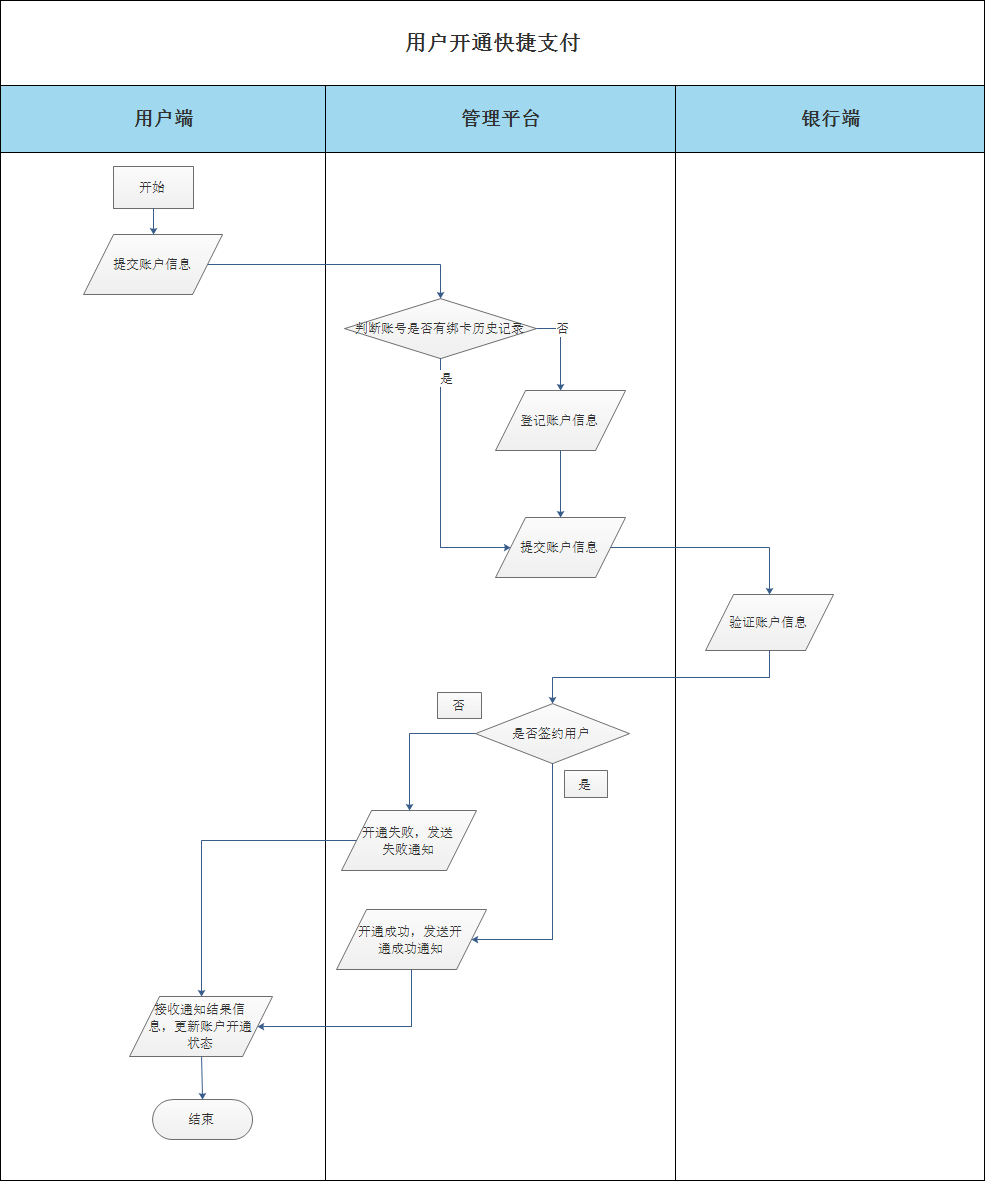 用户开通快捷支付
用户端
管理平台
银行端
开始
提交账户信息
判断账号是否有绑卡历史记录
否
是
登记账户信息
提交账户信息
验证账户信息
否
是否签约用户
是
开通失败，发送
失败通知
开通成功，发送开
通成功通知
接收通知结果信
息，更新账户开通
状态
结束